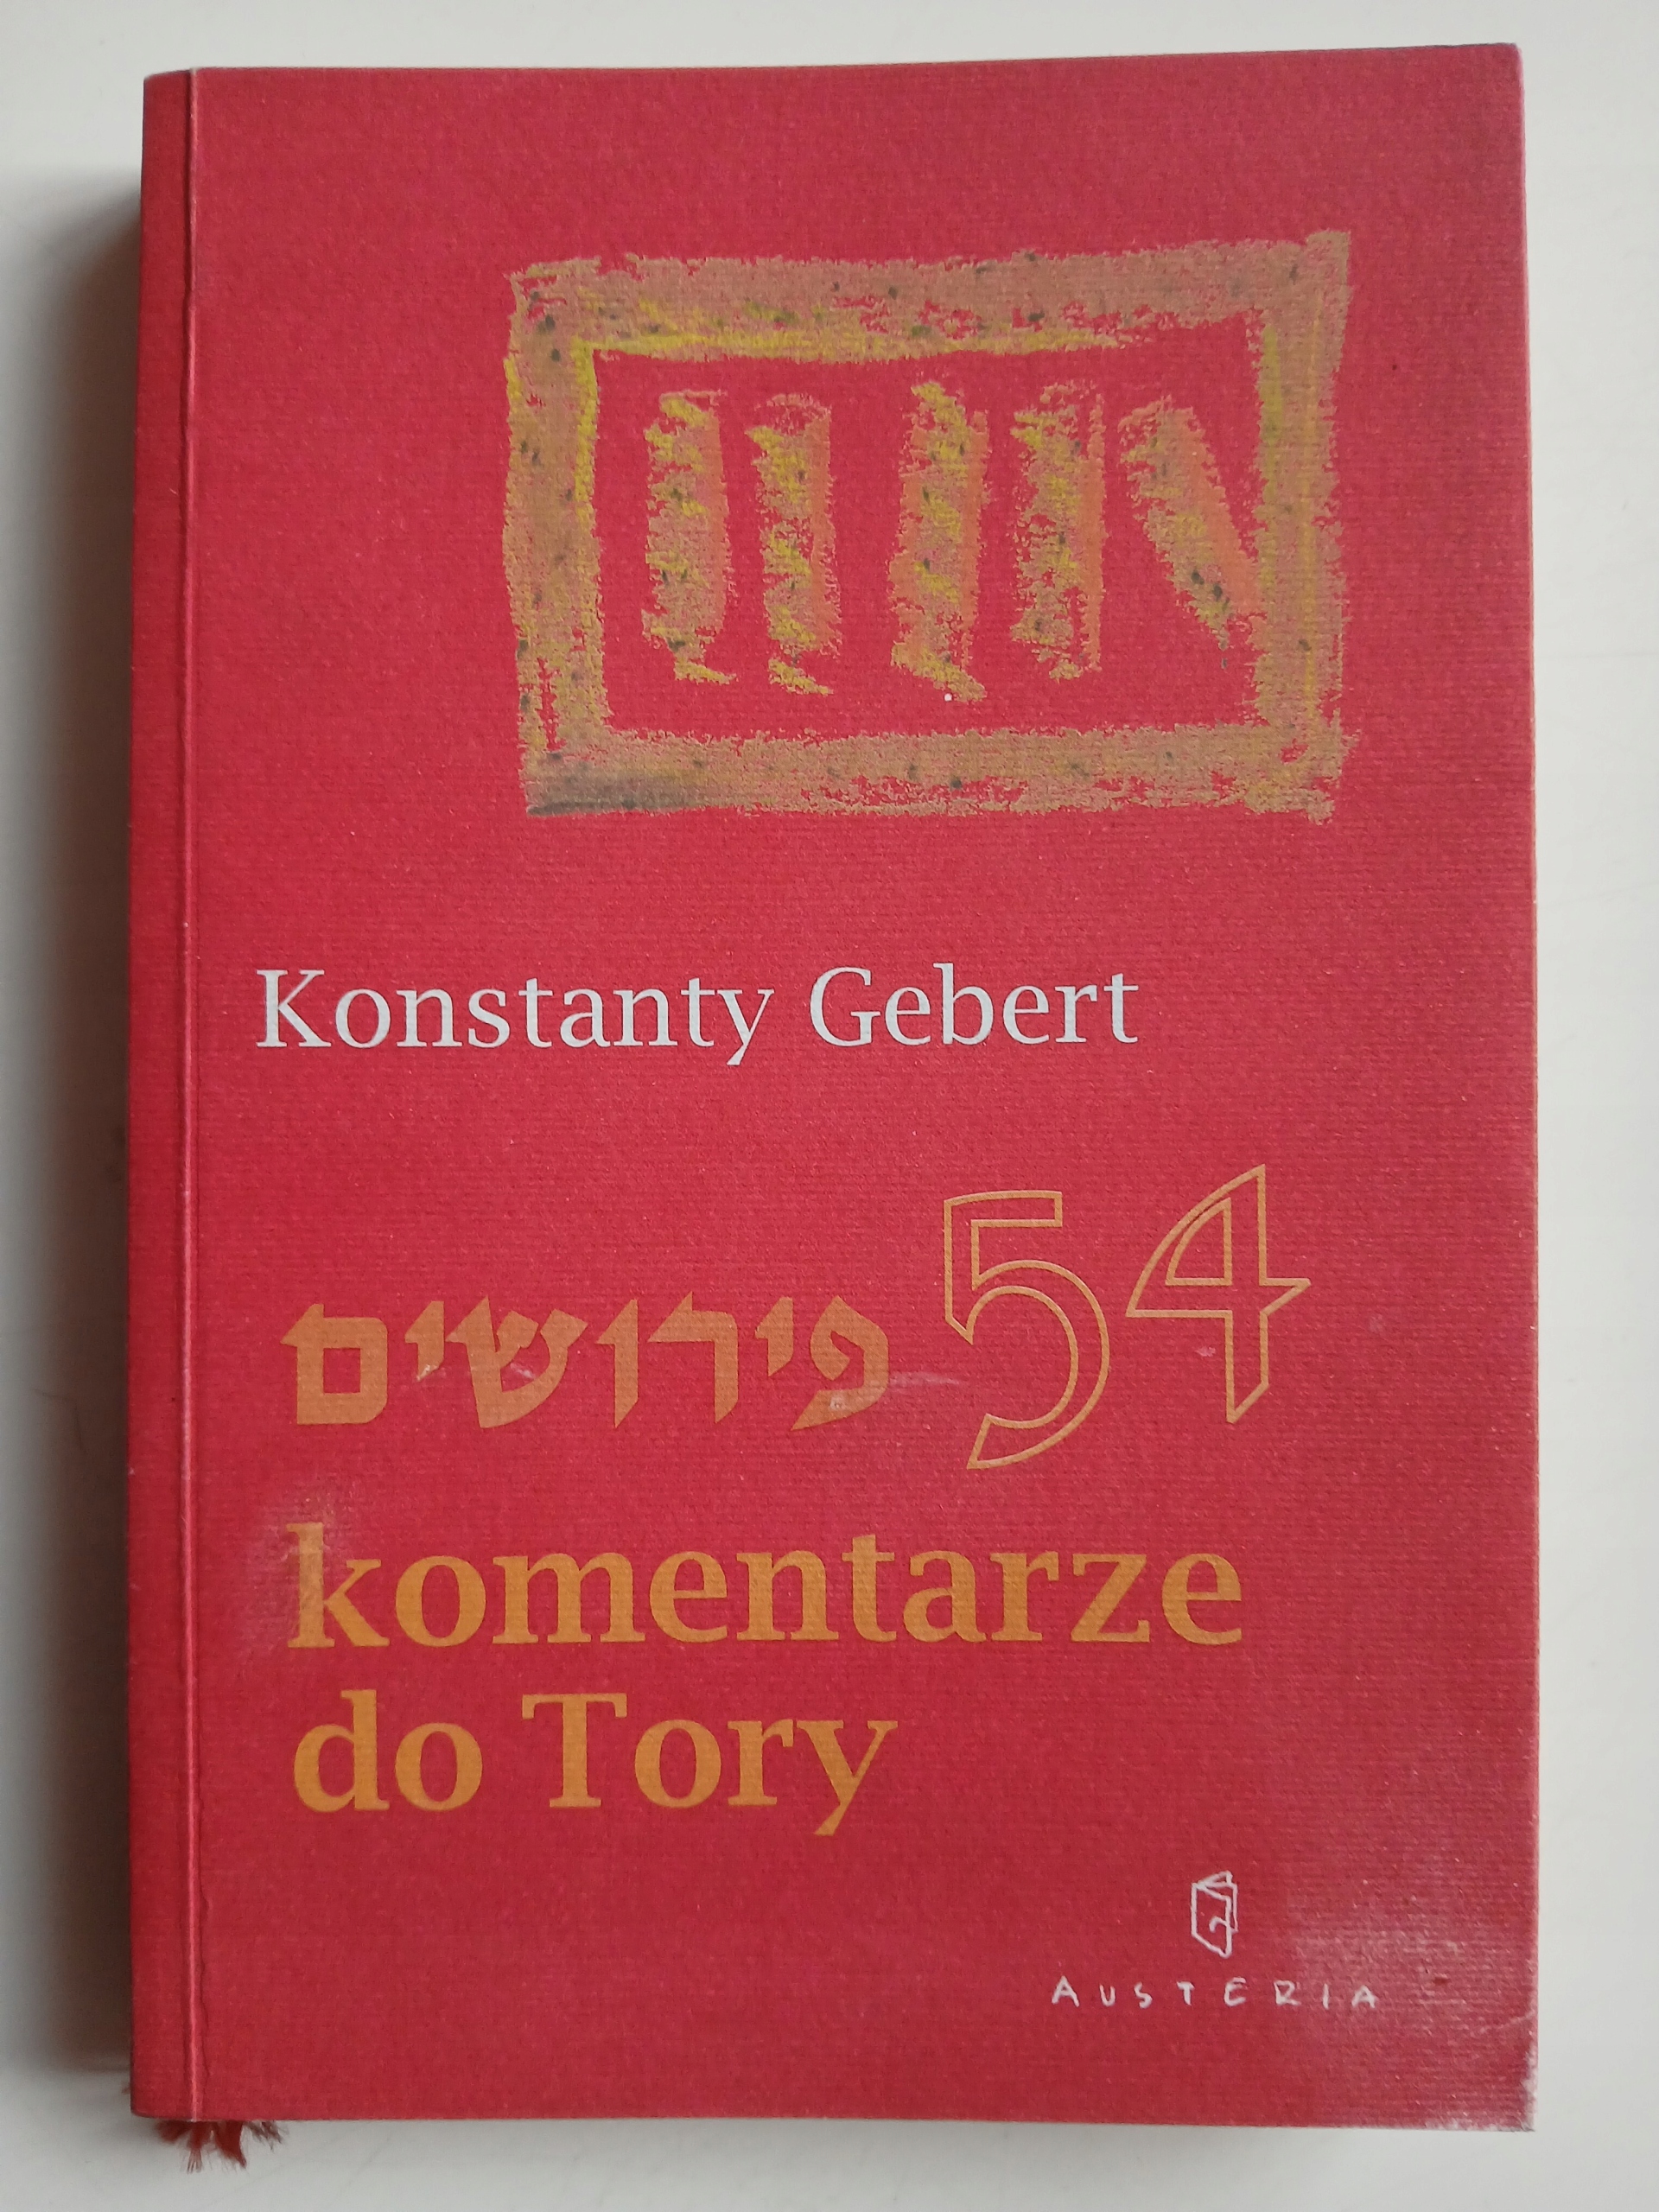 Konstanty Gebert
54 פירושים
komentarze
do Tory
AUSTERIA